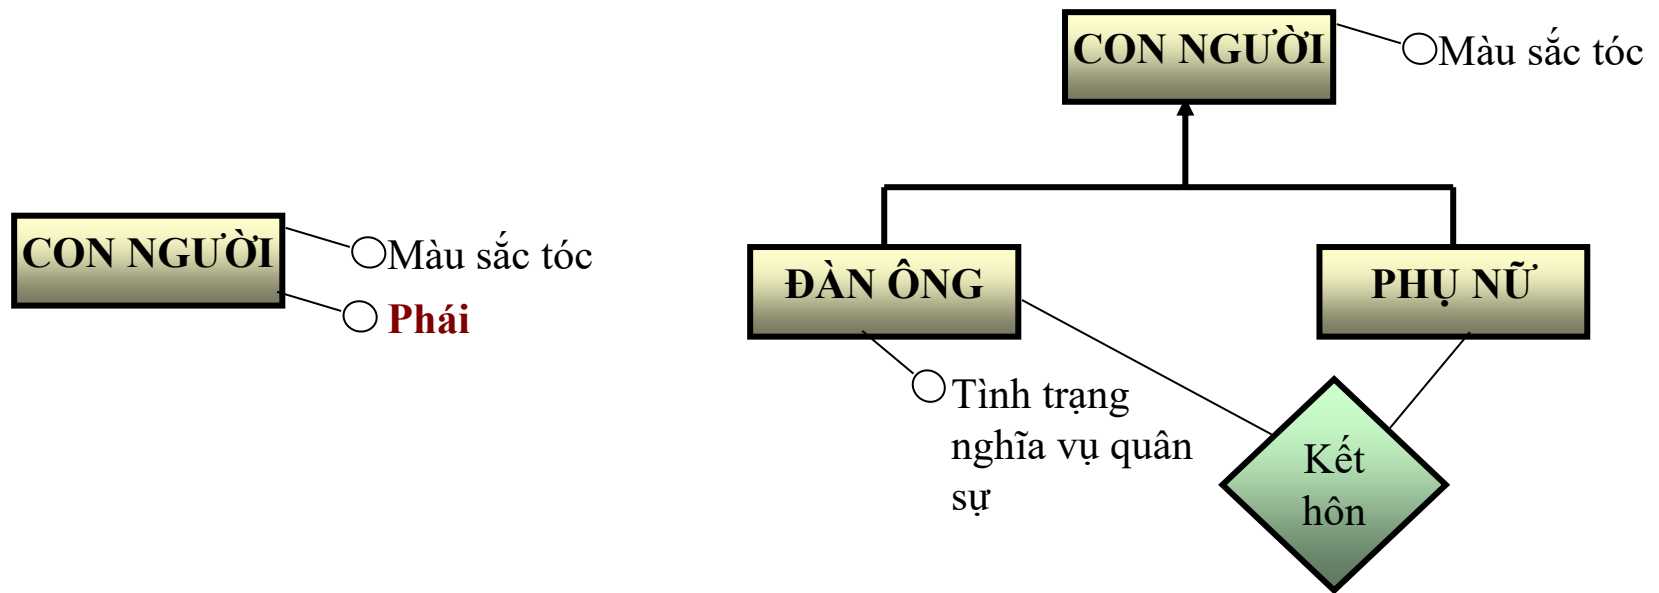 CON NGƯỜI
Màu sắc tóc
Phái
CON NGƯỜI
Màu sắc tóc
ĐÀN ÔNG
PHỤ NỮ
Tình trạng
nghĩa vụ quân
sự
Kết
hôn